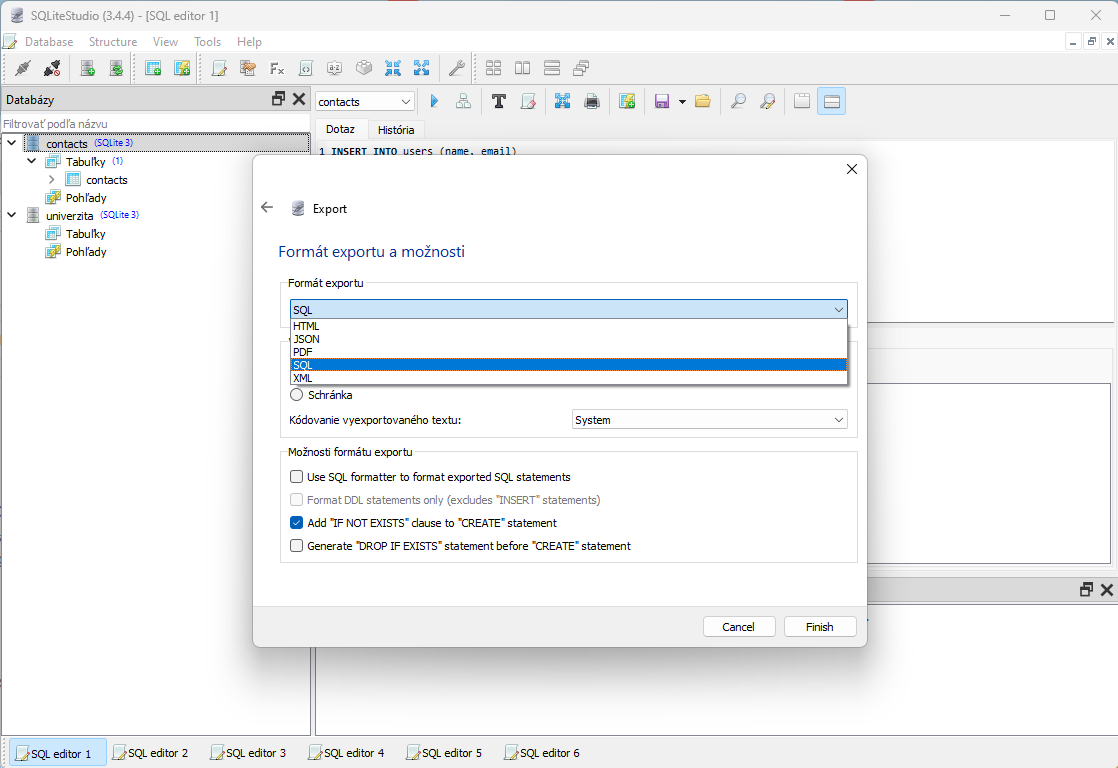 SQLiteStudio (3.4.4) - [SQL editor 1]
Database Structure View Tools Help
Databázy
contacts
Filtrovať podľa názvu
Dotaz História
contacts (SQLite 3)
Tabuľky (1)
contacts
Pohľady
univerzita (SQLite 3)
Tabuľky
Pohľady
1 INSERT INTO users (name, email)
Export
Formát exportu a možnosti
Formát exportu
SQL
HTML
JSON
PDF
SQL
XML
Schránka
Kódovanie vyexportovaného textu: System
Možnosti formátu exportu
Use SQL formatter to format exported SQL statements
Format DDL statements only (excludes "INSERT" statements)
Add "IF NOT EXISTS" clause to "CREATE" statement
Generate "DROP IF EXISTS" statement before "CREATE" statement
Cancel Finish
SQL editor 1 SQL editor 2 SQL editor 3 SQL editor 4 SQL editor 5 SQL editor 6